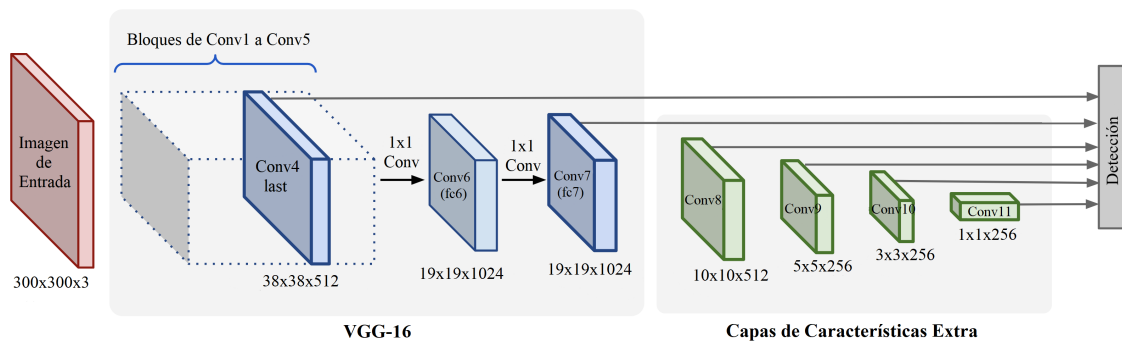 Bloques de Conv1 a Conv5
Imagen
de
Entrada
300x300x3
Conv4
last
38x38x512
1x1
Conv
Conv6
(fc6)
19x19x1024
1x1
Conv
Conv7
(fc7)
19x19x1024
VGG-16
Conv8
10x10x512
Conv9
5x5x256
Conv10
3x3x256
Conv11
1x1x256
Capas de Características Extra
Detección